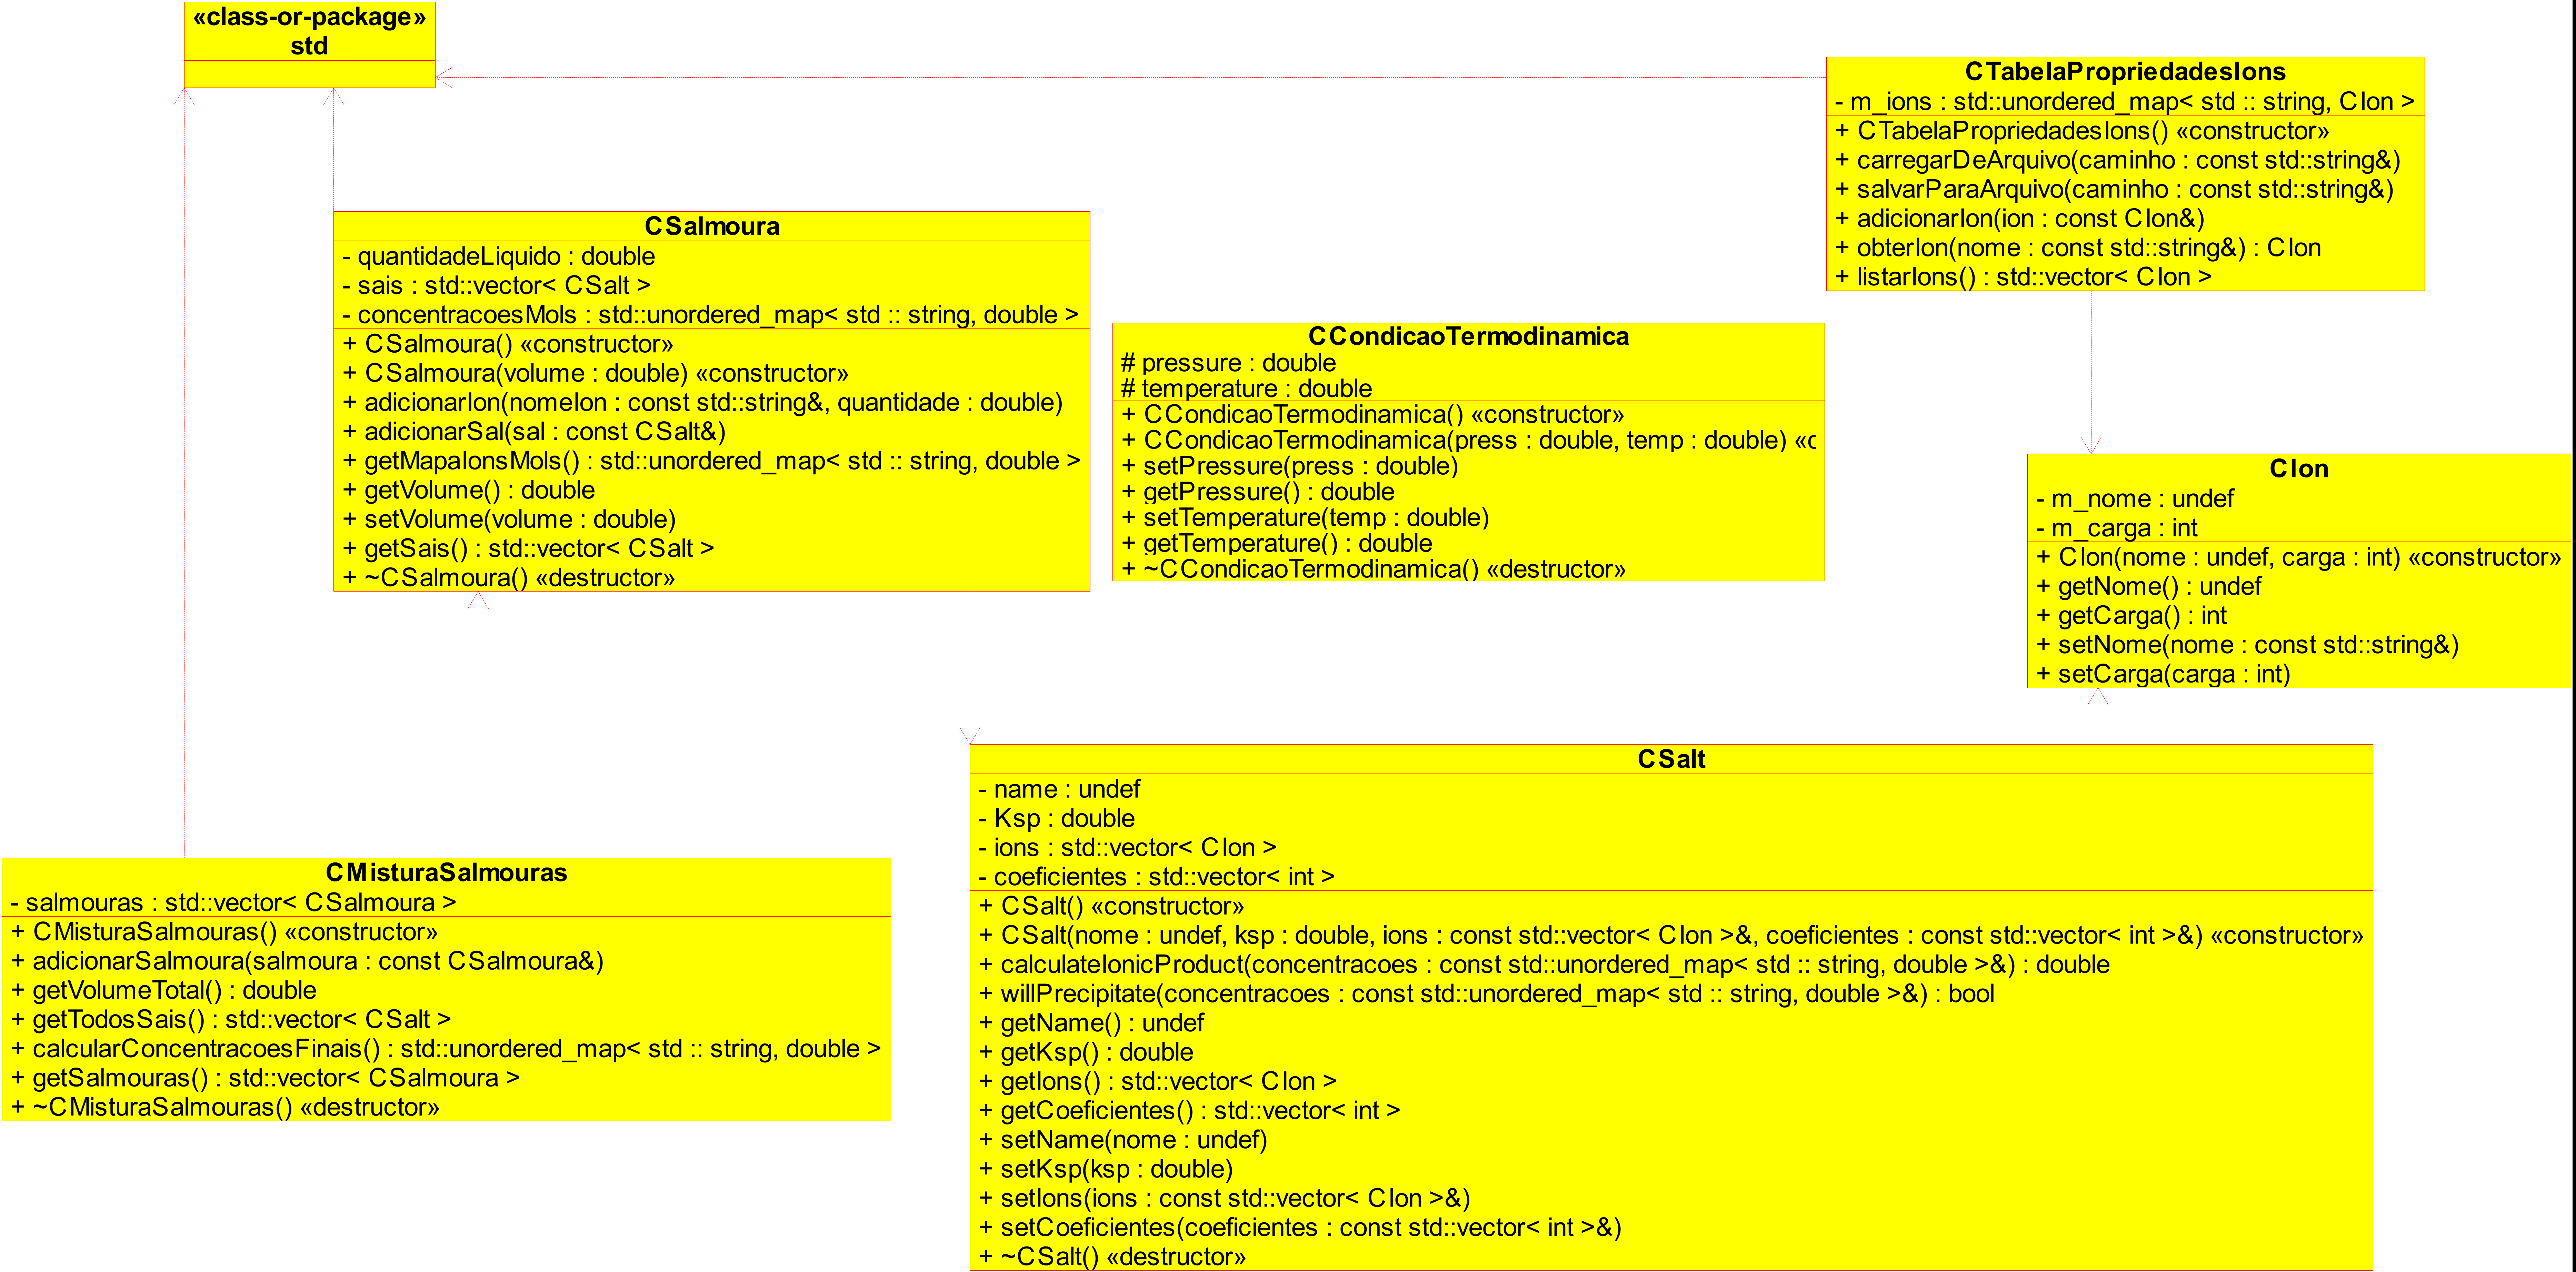 «class-or-package»
std
CTabelaPropriedadesIons
- m_ions : std::unordered_map< std :: string, CIon >
+ CTabelaPropriedadesIons() «constructor»
+ carregarDeArquivo(caminho : const std::string&)
+ salvarParaArquivo(caminho : const std::string&)
+ adicionarIon(ion : const CIon&)
+ obterIon(nome : const std::string&) : CIon
+ listarIons() : std::vector< CIon >
CSalmoura
- quantidadeLiquido : double
- sais : std::vector< CSalt >
- concentracoesMols : std::unordered_map< std :: string, double >
+ CSalmoura() «constructor»
+ CSalmoura(volume : double) «constructor»
+ adicionarIon(nomeIon : const std::string&, quantidade : double)
+ adicionarSal(sal : const CSalt&)
+ getMapaIonsMols() : std::unordered_map< std :: string, double >
+ getVolume() : double
+ setVolume(volume : double)
+ getSais() : std::vector< CSalt >
+ ~CSalmoura() «destructor»
CCondicaoTermodinamica
# pressure : double
# temperature : double
+ CCondicaoTermodinamica() «constructor»
+ CCondicaoTermodinamica(press : double, temp : double) «c
+ setPressure(press : double)
+ getPressure() : double
+ setTemperature(temp : double)
+ getTemperature() : double
+ ~CCondicaoTermodinamica() «destructor»
CIon
- m_nome : undef
- m_carga : int
+ CIon(nome : undef, carga : int) «constructor»
+ getNome() : undef
+ getCarga() : int
+ setNome(nome : const std::string&)
+ setCarga(carga : int)
CSalt
- name : undef
- Ksp : double
- ions : std::vector< CIon >
- coeficientes : std::vector< int >
+ CSalt() «constructor»
+ CSalt(nome : undef, ksp : double, ions : const std::vector< CIon >&, coeficientes : const std::vector< int >&) «constructor»
+ calculateIonicProduct(concentracoes : const std::unordered_map< std :: string, double >&) : double
+ willPrecipitate(concentracoes : const std::unordered_map< std :: string, double >&) : bool
+ getName() : undef
+ getKsp() : double
+ getIons() : std::vector< CIon >
+ getCoeficientes() : std::vector< int >
+ setName(nome : undef)
+ setKsp(ksp : double)
+ setIons(ions : const std::vector< CIon >&)
+ setCoeficientes(coeficientes : const std::vector< int >&)
+ ~CSalt() «destructor»
CMisturaSalmouras
- salmouras : std::vector< CSalmoura >
+ CMisturaSalmouras() «constructor»
+ adicionarSalmoura(salmoura : const CSalmoura&)
+ getVolumeTotal() : double
+ getTodosSais() : std::vector< CSalt >
+ calcularConcentracoesFinais() : std::unordered_map< std :: string, double >
+ getSalmouras() : std::vector< CSalmoura >
+ ~CMisturaSalmouras() «destructor»